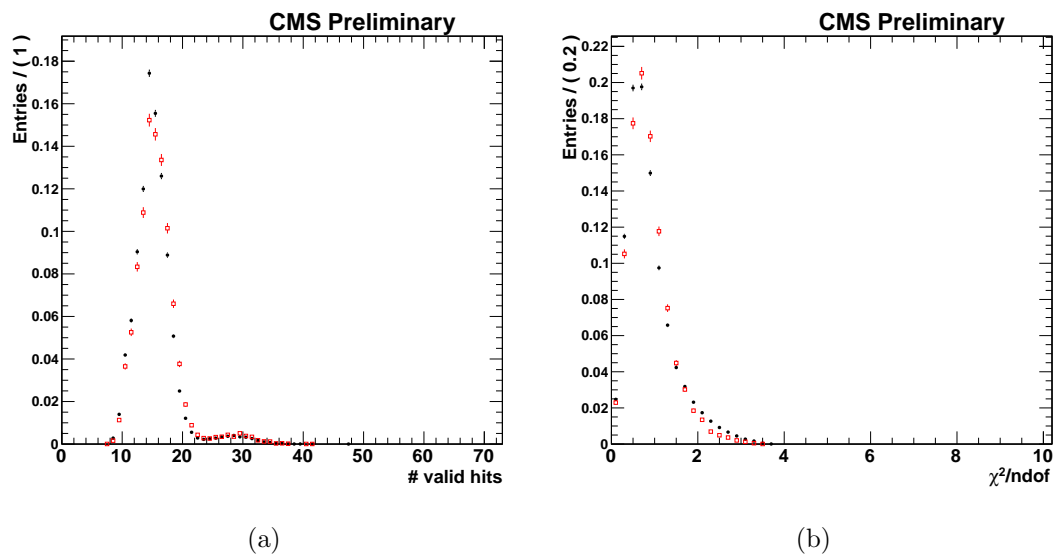 CMS Preliminary
Entries / ( 1 )
0.18
0.16
0.14
0.12
0.1
0.08
0.06
0.04
0.02
0
0 10 20 30 40 50 60 70
# valid hits
(a)
CMS Preliminary
Entries / ( 0.2 )
0.22
0.2
0.18
0.16
0.14
0.12
0.1
0.08
0.06
0.04
0.02
0
0 2 4 6 8 10
χ²/ndof
(b)